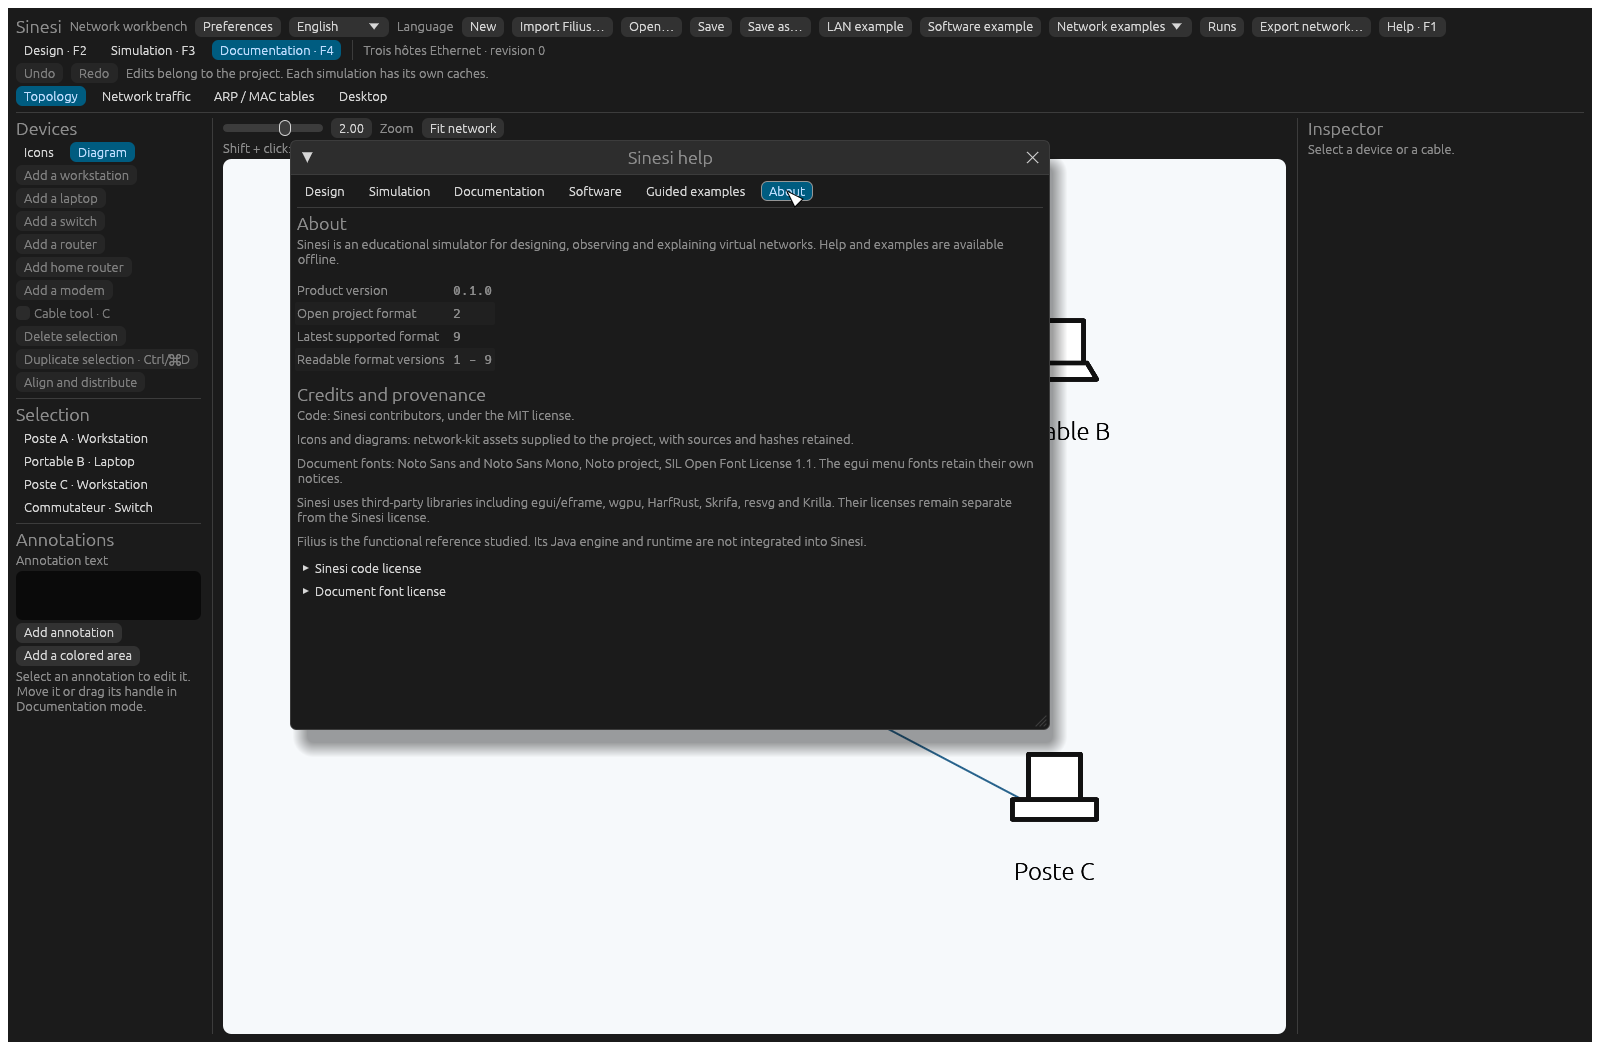 Sinesi Network workbench Preferences English Language New Import Filius... Open... Save Save as... LAN example Software example Network examples Runs Export network... Help · F1
Design · F2 Simulation · F3 Documentation · F4 Trois hôtes Ethernet · revision 0
Undo Redo Edits belong to the project. Each simulation has its own caches.
Topology Network traffic ARP / MAC tables Desktop
Devices
Icons Diagram
Add a workstation
Add a laptop
Add a switch
Add a router
Add home router
Add a modem
Cable tool · C
Delete selection
Duplicate selection · Ctrl/⌘D
Align and distribute
Selection
Poste A · Workstation
Portable B · Laptop
Poste C · Workstation
Commutateur · Switch
Annotations
Annotation text
Add annotation
Add a colored area
Select an annotation to edit it.
Move it or drag its handle in
Documentation mode.
2.00 Zoom Fit network
Shift + click
Sinesi help
Design Simulation Documentation Software Guided examples About
About
Sinesi is an educational simulator for designing, observing and explaining virtual networks. Help and examples are available
offline.
Product version 0.1.0
Open project format 2
Latest supported format 9
Readable format versions 1 – 9
Credits and provenance
Code: Sinesi contributors, under the MIT license.
Icons and diagrams: network-kit assets supplied to the project, with sources and hashes retained.
Document fonts: Noto Sans and Noto Sans Mono, Noto project, SIL Open Font License 1.1. The egui menu fonts retain their own
notices.
Sinesi uses third-party libraries including egui/eframe, wgpu, HarfRust, Skrifa, resvg and Krilla. Their licenses remain separate
from the Sinesi license.
Filius is the functional reference studied. Its Java engine and runtime are not integrated into Sinesi.
Sinesi code license
Document font license
able B
Poste C
Inspector
Select a device or a cable.